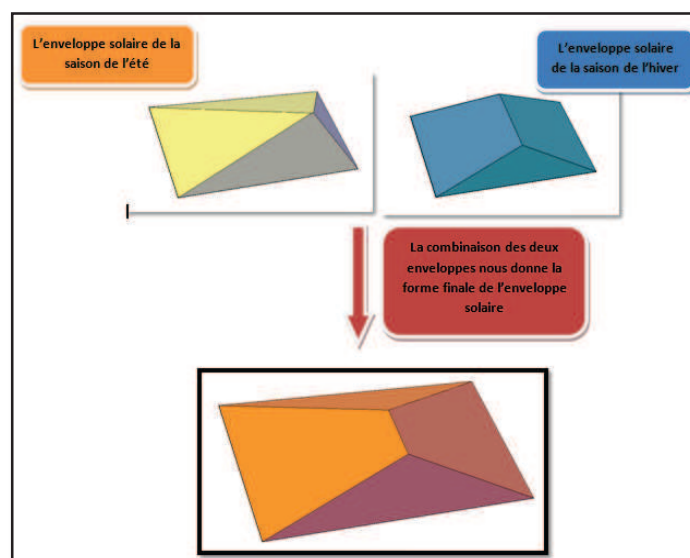 L'enveloppe solaire de la
saison de l'été
L'enveloppe solaire
de la saison de l'hiver
La combinaison des deux
enveloppes nous donne la
forme finale de l'enveloppe
solaire